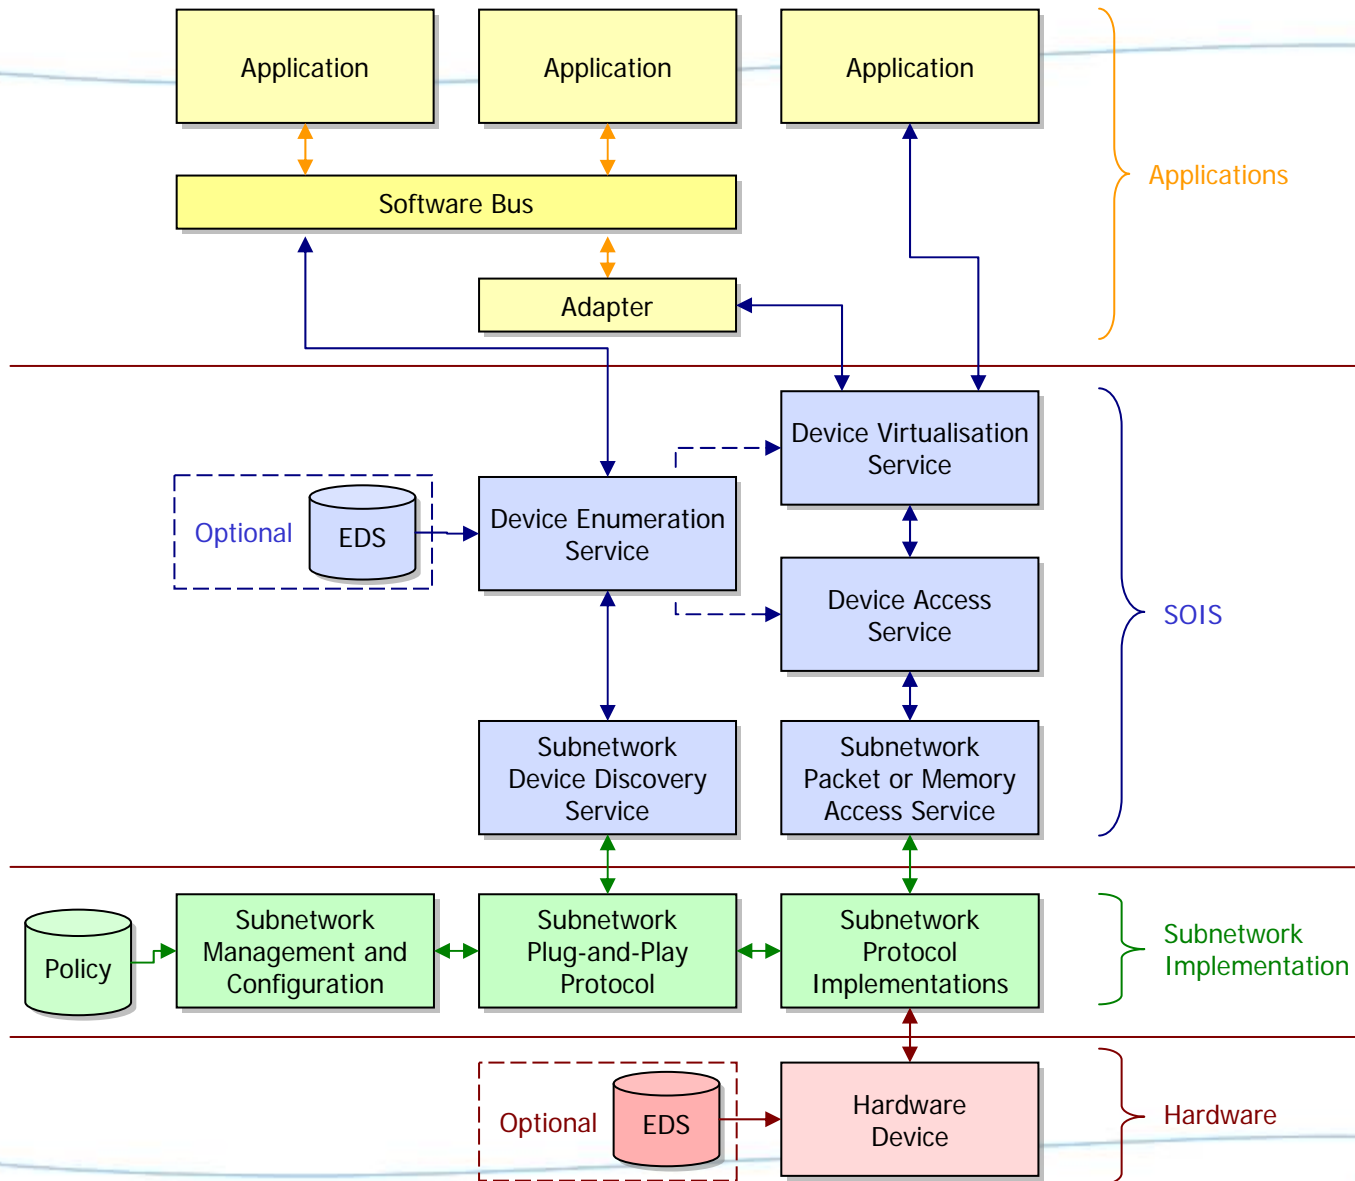 Application
Application
Application
Applications
Software Bus
Adapter
Device Virtualisation
Service
Optional
EDS
Device Enumeration
Service
Device Access
Service
SOIS
Subnetwork
Device Discovery
Service
Subnetwork
Packet or Memory
Access Service
Policy
Subnetwork
Management and
Configuration
Subnetwork
Plug-and-Play
Protocol
Subnetwork
Protocol
Implementations
Subnetwork
Implementation
Optional
EDS
Hardware
Device
Hardware